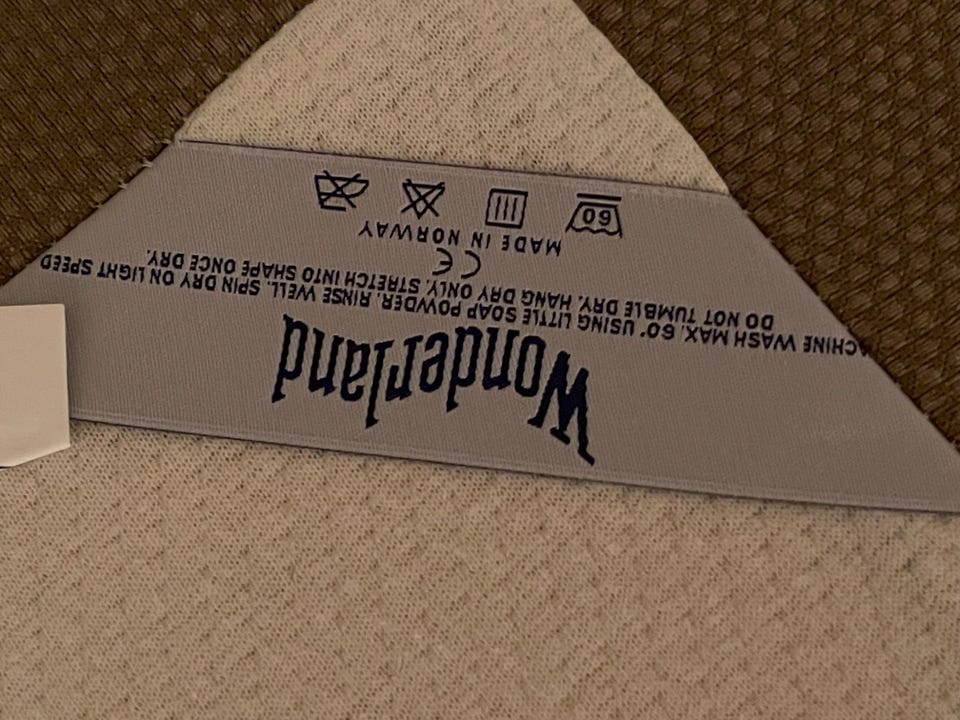 Wonderland
CHINE WASH MAX. 60° USING LITTLE SOAP POWDER. RINSE WELL. SPIN DRY ON LIGHT SPEED
DO NOT TUMBLE DRY. HANG DRY ONLY. STRETCH INTO SHAPE ONCE DRY.
CE
MADE IN NORWAY
60